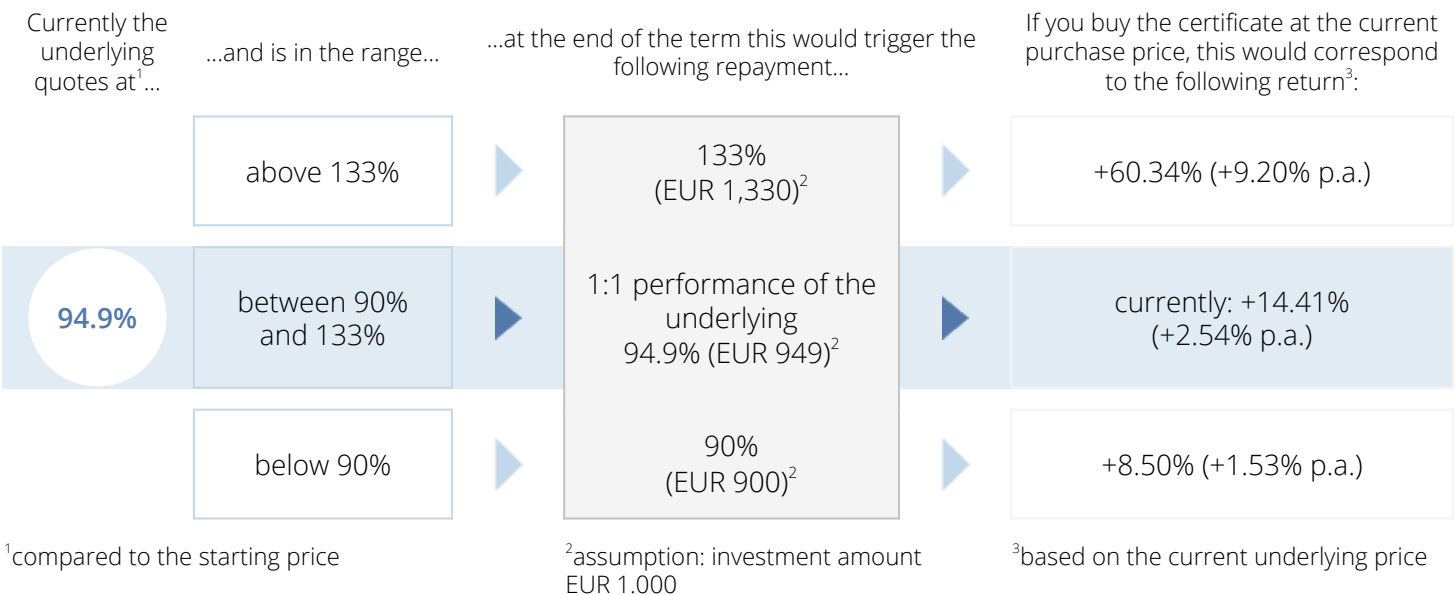 Currently the
underlying
quotes at¹...
...and is in the range...
...at the end of the term this would trigger the
following repayment...
If you buy the certificate at the current
purchase price, this would correspond
to the following return³:
above 133%
133%
(EUR 1,330)²
+60.34% (+9.20% p.a.)
94.9%
between 90%
and 133%
1:1 performance of the
underlying
94.9% (EUR 949)²
currently: +14.41%
(+2.54% p.a.)
below 90%
90%
(EUR 900)²
+8.50% (+1.53% p.a.)
¹compared to the starting price
²assumption: investment amount
EUR 1.000
³based on the current underlying price